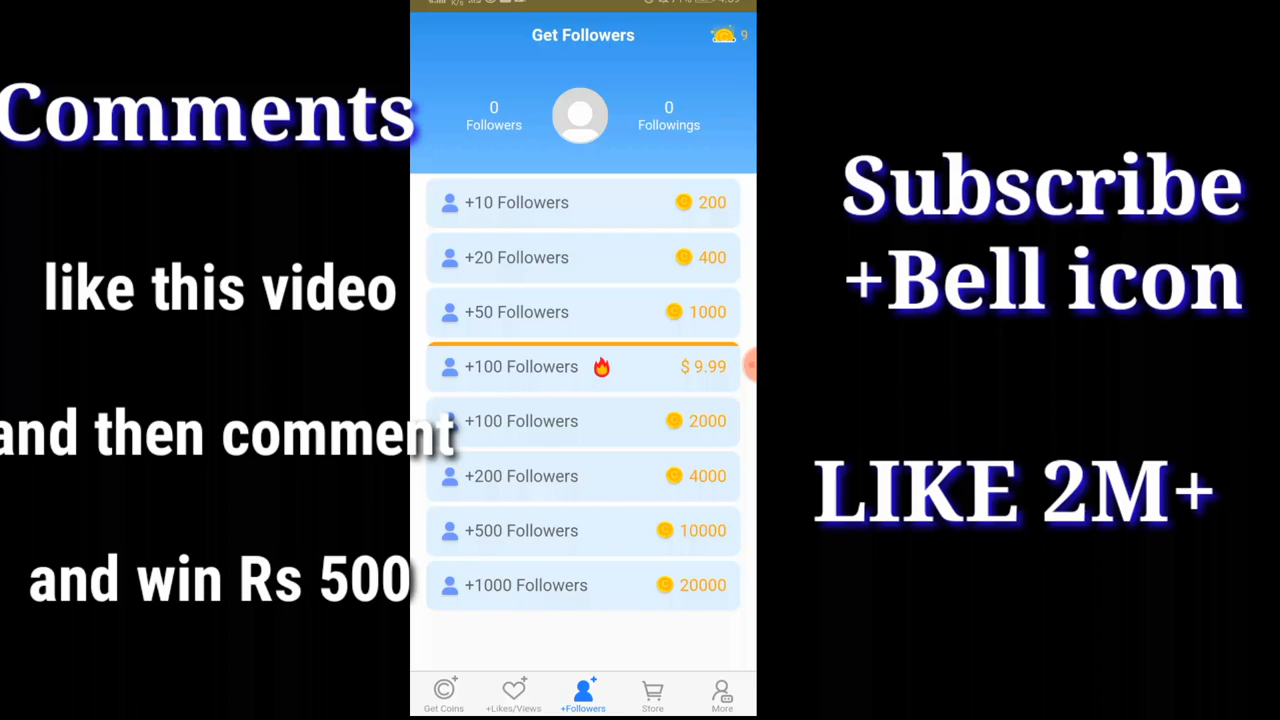 Comments
like this video
and then comment
and win Rs 500
Get Followers
9
0
Followers
0
Followings
+10 Followers 200
+20 Followers 400
+50 Followers 1000
+100 Followers $ 9.99
+100 Followers 2000
+200 Followers 4000
+500 Followers 10000
+1000 Followers 20000
Get Coins
+Likes/Views
+Followers
Store
More
Subscribe
+Bell icon
LIKE 2M+